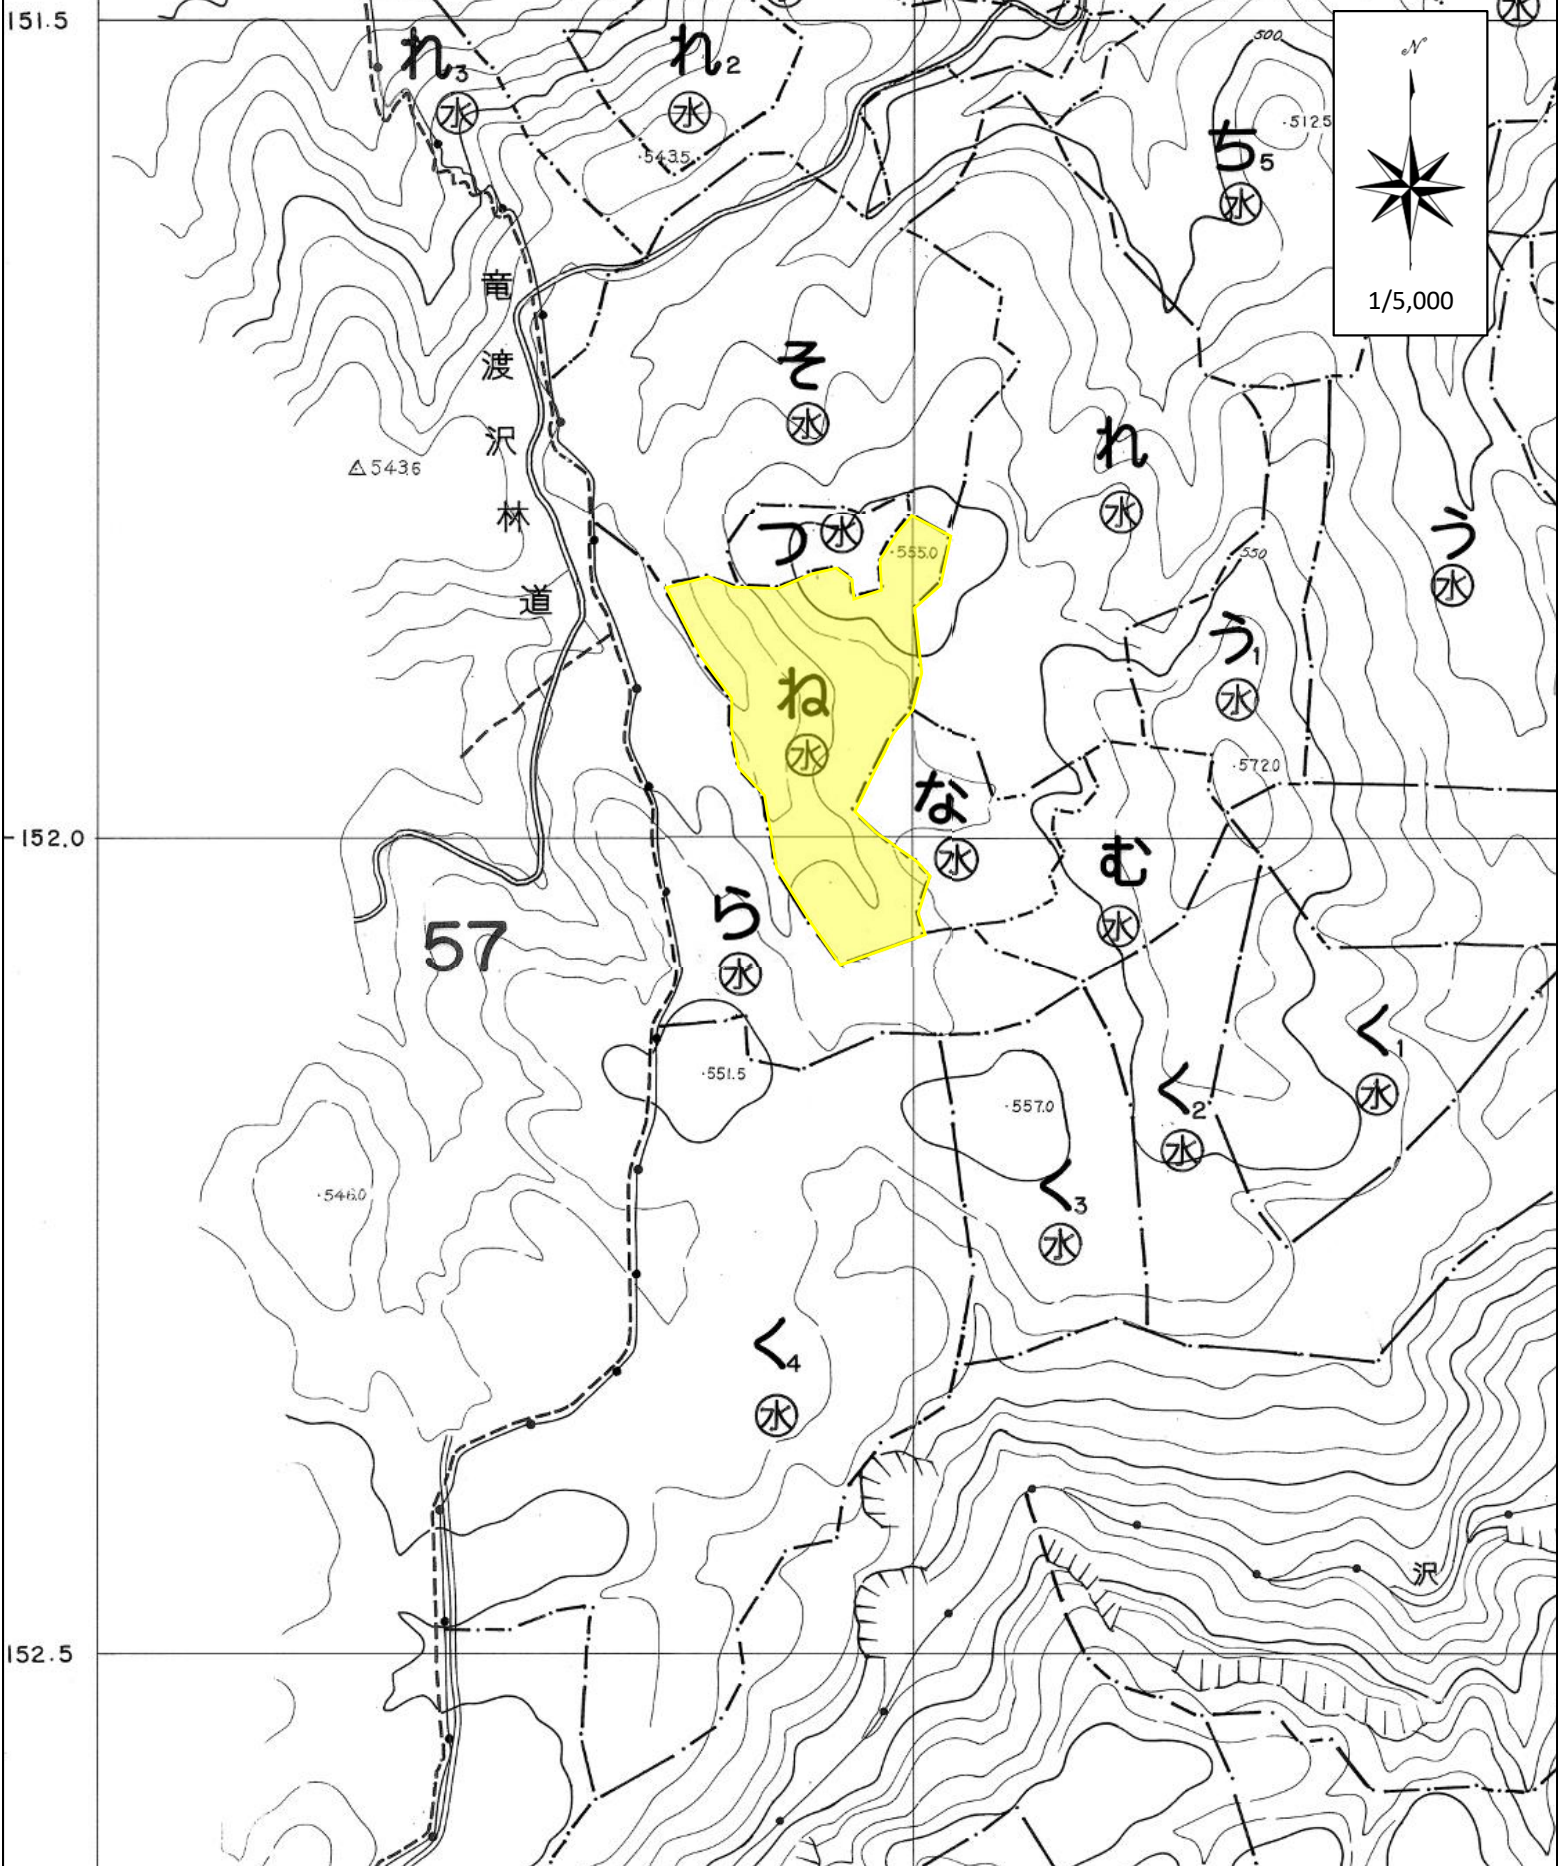 151.5
れ3
水
れ2
水
543.5
500
512.5
ち5
水
N
1/5,000
竜渡沢林道
そ
水
5436
れ
水
つ
水
555.0
550
う
水
う1
水
ね
水
572.0
な
水
152.0
む
水
57
ら
水
551.5
557.0
く1
水
く2
水
く3
水
546.0
く4
水
沢
152.5